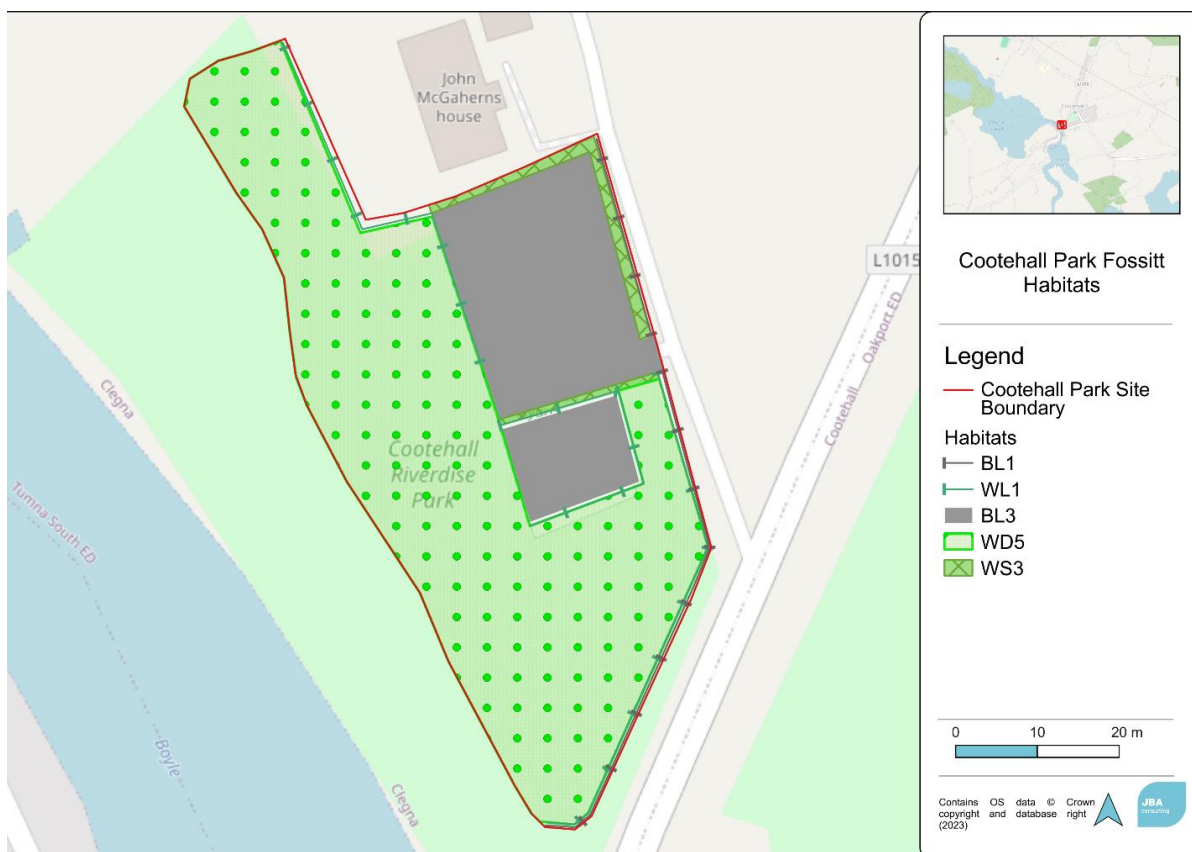 John
McGaherns
house
L1015
Oakport ED
Cootehall
Clegna
Cootehall
Riverdise
Park
Tumna South ED
Boyle
Clegna
Cootehall Park Fossitt
Habitats
Legend
Cootehall Park Site
Boundary
Habitats
BL1
WL1
BL3
WD5
WS3
0 10 20 m
Contains OS data © Crown
copyright and database right
(2023)
JBA
consulting